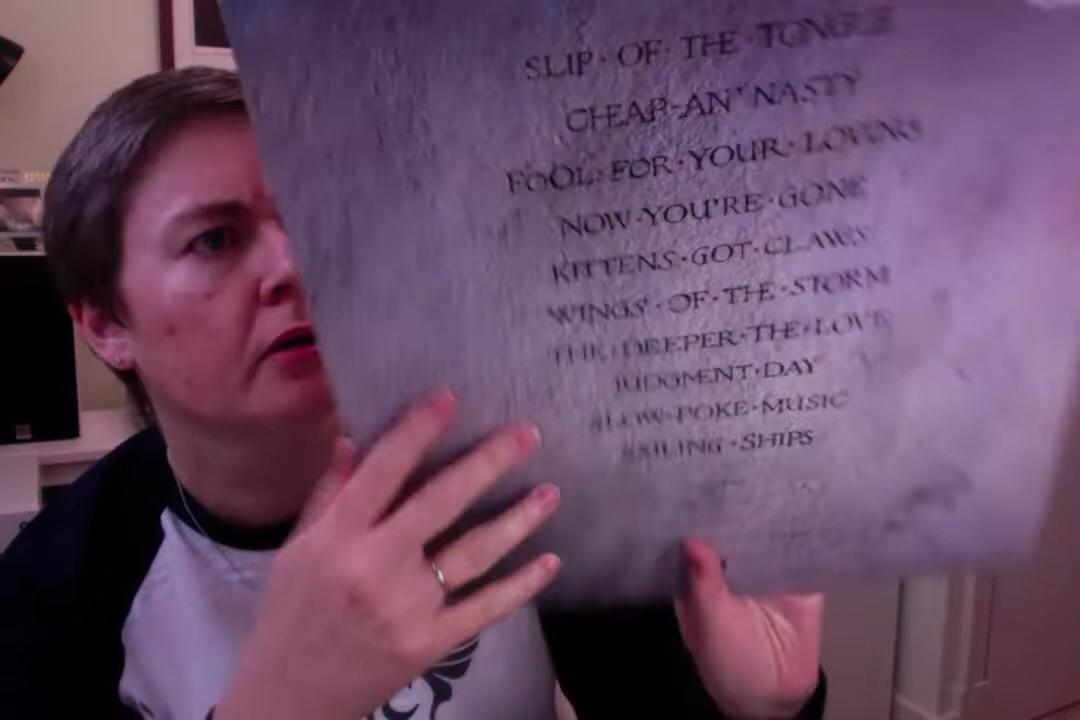 SLIP·OF·THE·TONGUE
CHEAP·AN'·NASTY
FOOL·FOR·YOUR·LOVING
NOW·YOU'RE·GONE
KITTENS·GOT·CLAWS
WINGS·OF·THE·STORM
THE·DEEPER·THE·LOVE
JUDGMENT·DAY
SLOW·POKE·MUSIC
SAILING·SHIPS